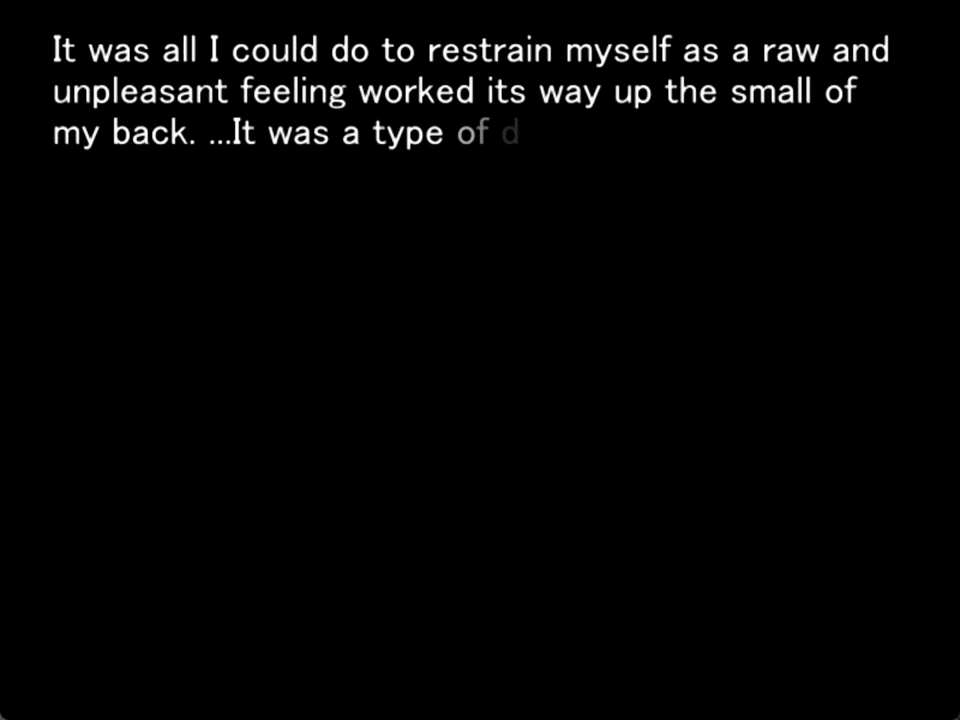 It was all I could do to restrain myself as a raw and
unpleasant feeling worked its way up the small of
my back. ...It was a type of d